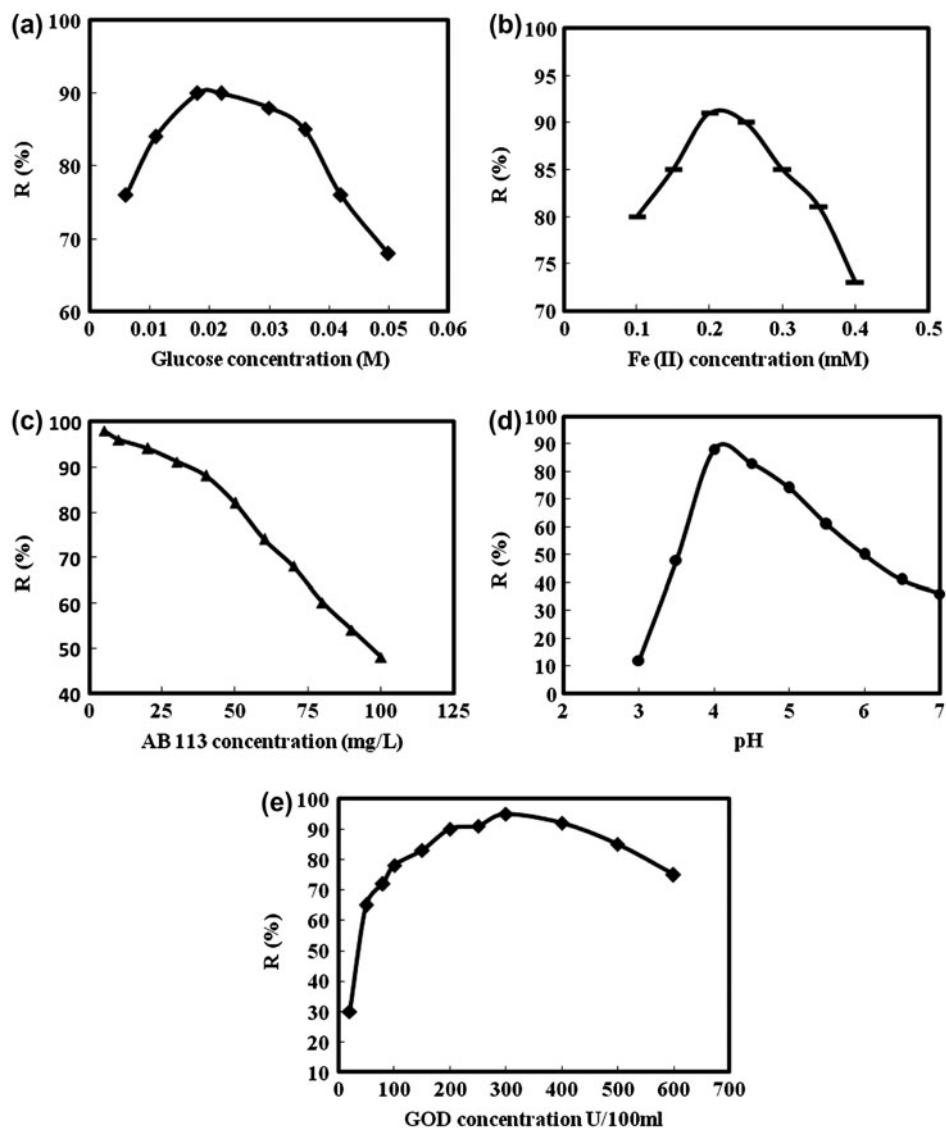 (a)
100
90
80
70
60
R (%)
0 0.01 0.02 0.03 0.04 0.05 0.06
Glucose concentration (M)
(b)
100
95
90
85
80
75
70
R (%)
0 0.1 0.2 0.3 0.4 0.5
Fe (II) concentration (mM)
(c)
100
90
80
70
60
50
40
R (%)
0 25 50 75 100 125
AB 113 concentration (mg/L)
(d)
100
90
80
70
60
50
40
30
20
10
0
R (%)
2 3 4 5 6 7
pH
(e)
100
90
80
70
60
50
40
30
20
10
R (%)
0 100 200 300 400 500 600 700
GOD concentration U/100ml